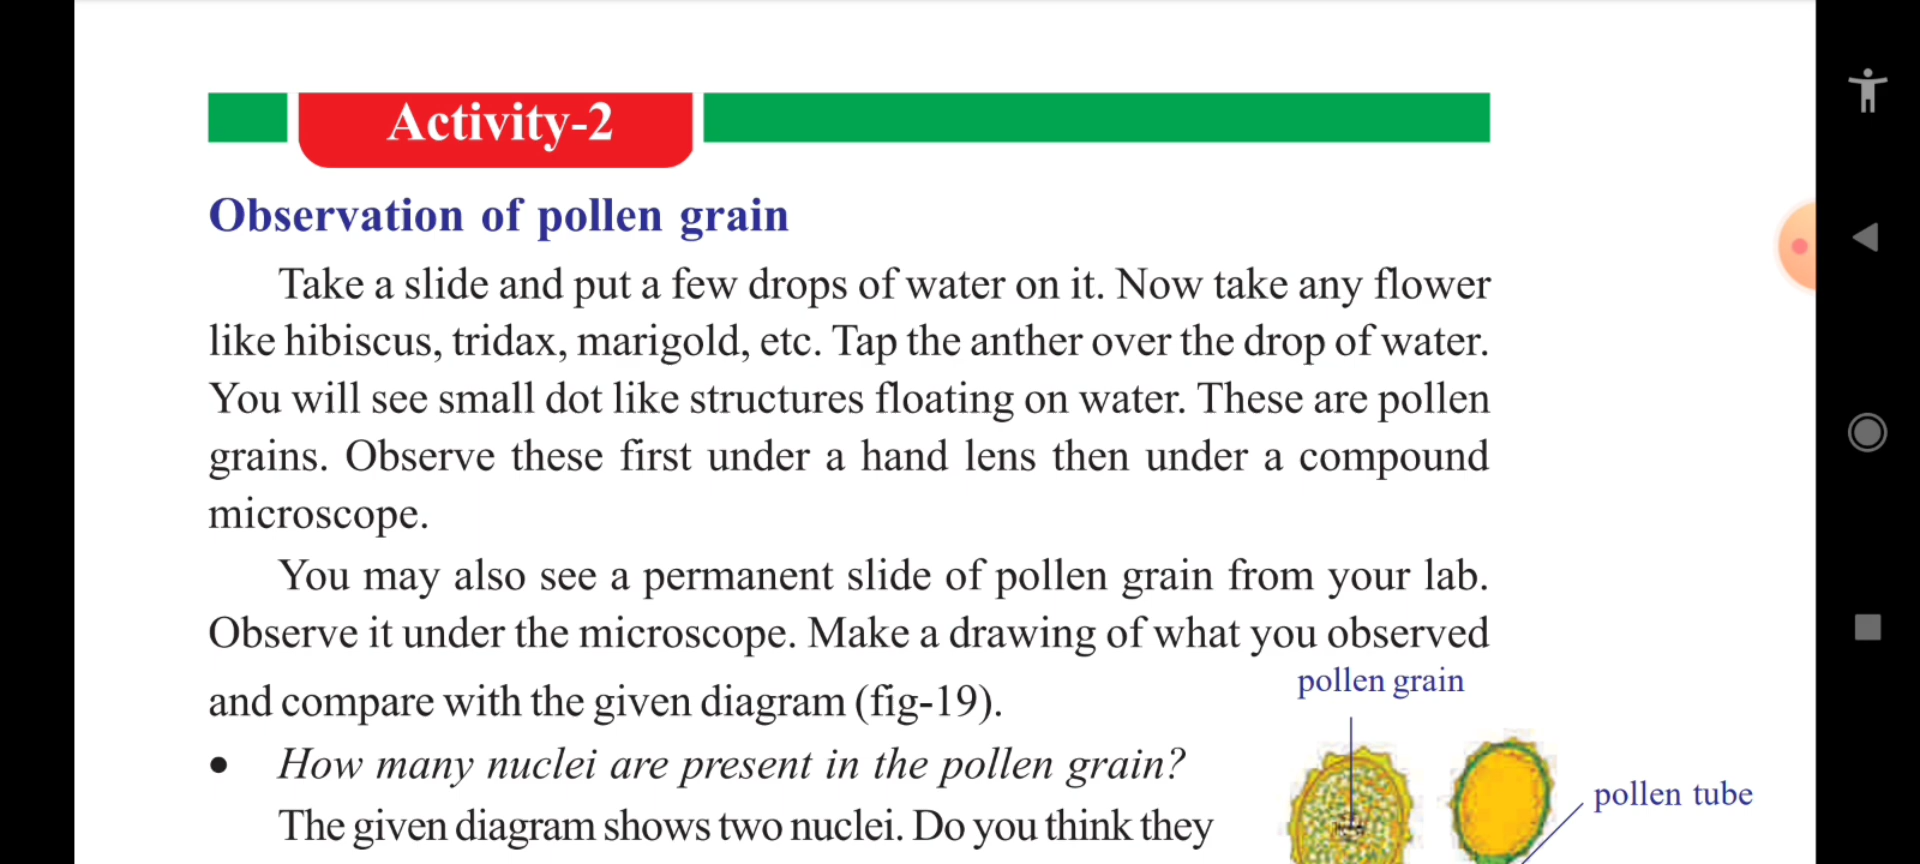 Activity-2
Observation of pollen grain
Take a slide and put a few drops of water on it. Now take any flower
like hibiscus, tridax, marigold, etc. Tap the anther over the drop of water.
You will see small dot like structures floating on water. These are pollen
grains. Observe these first under a hand lens then under a compound
microscope.
You may also see a permanent slide of pollen grain from your lab.
Observe it under the microscope. Make a drawing of what you observed
and compare with the given diagram (fig-19).
• How many nuclei are present in the pollen grain?
The given diagram shows two nuclei. Do you think they
pollen grain
pollen tube